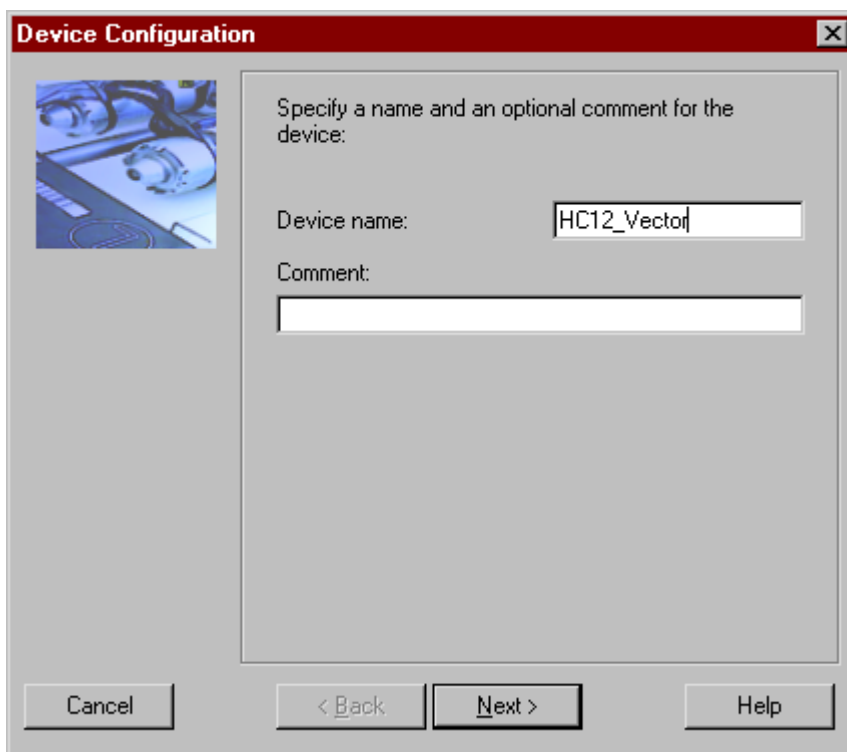 Device Configuration
Specify a name and an optional comment for the
device:
Device name: HC12_Vector
Comment:
Cancel < Back Next > Help